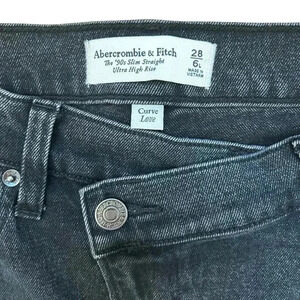 Abercrombie & Fitch
The '90s Slim Straight
Ultra High Rise
28
6L
MADE IN
VIETNAM
Curve
Love